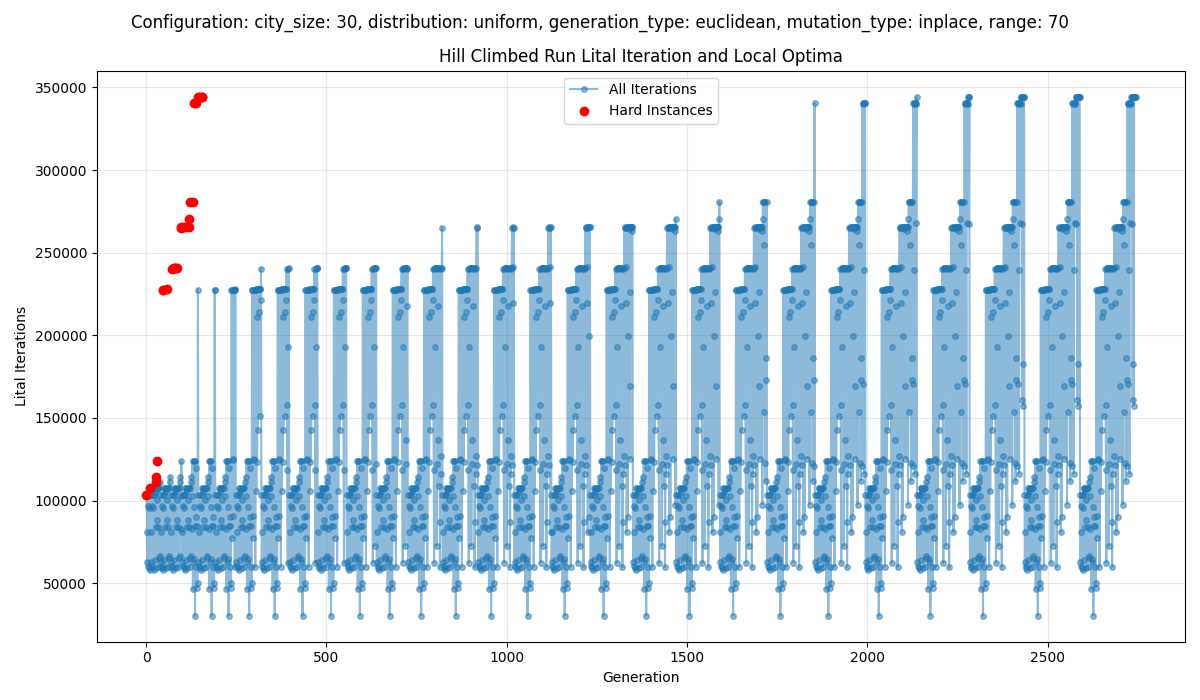 Configuration: city_size: 30, distribution: uniform, generation_type: euclidean, mutation_type: inplace, range: 70
Hill Climbed Run Lital Iteration and Local Optima
350000
300000
250000
200000
150000
100000
50000
Lital Iterations
All Iterations
Hard Instances
0
500
1000
1500
2000
2500
Generation